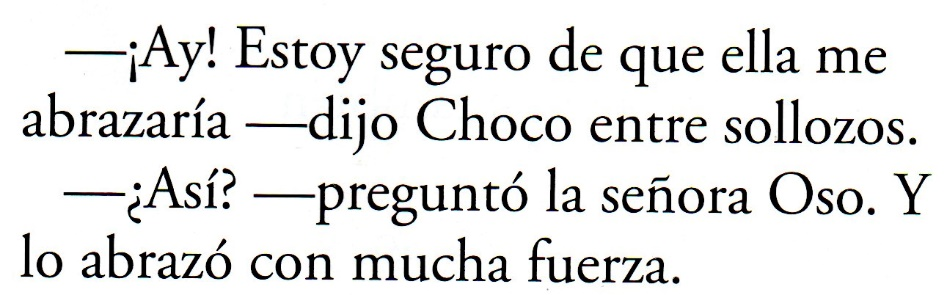 —¡Ay! Estoy seguro de que ella me
abrazaría —dijo Choco entre sollozos.
—¿Así? —preguntó la señora Oso. Y
lo abrazó con mucha fuerza.